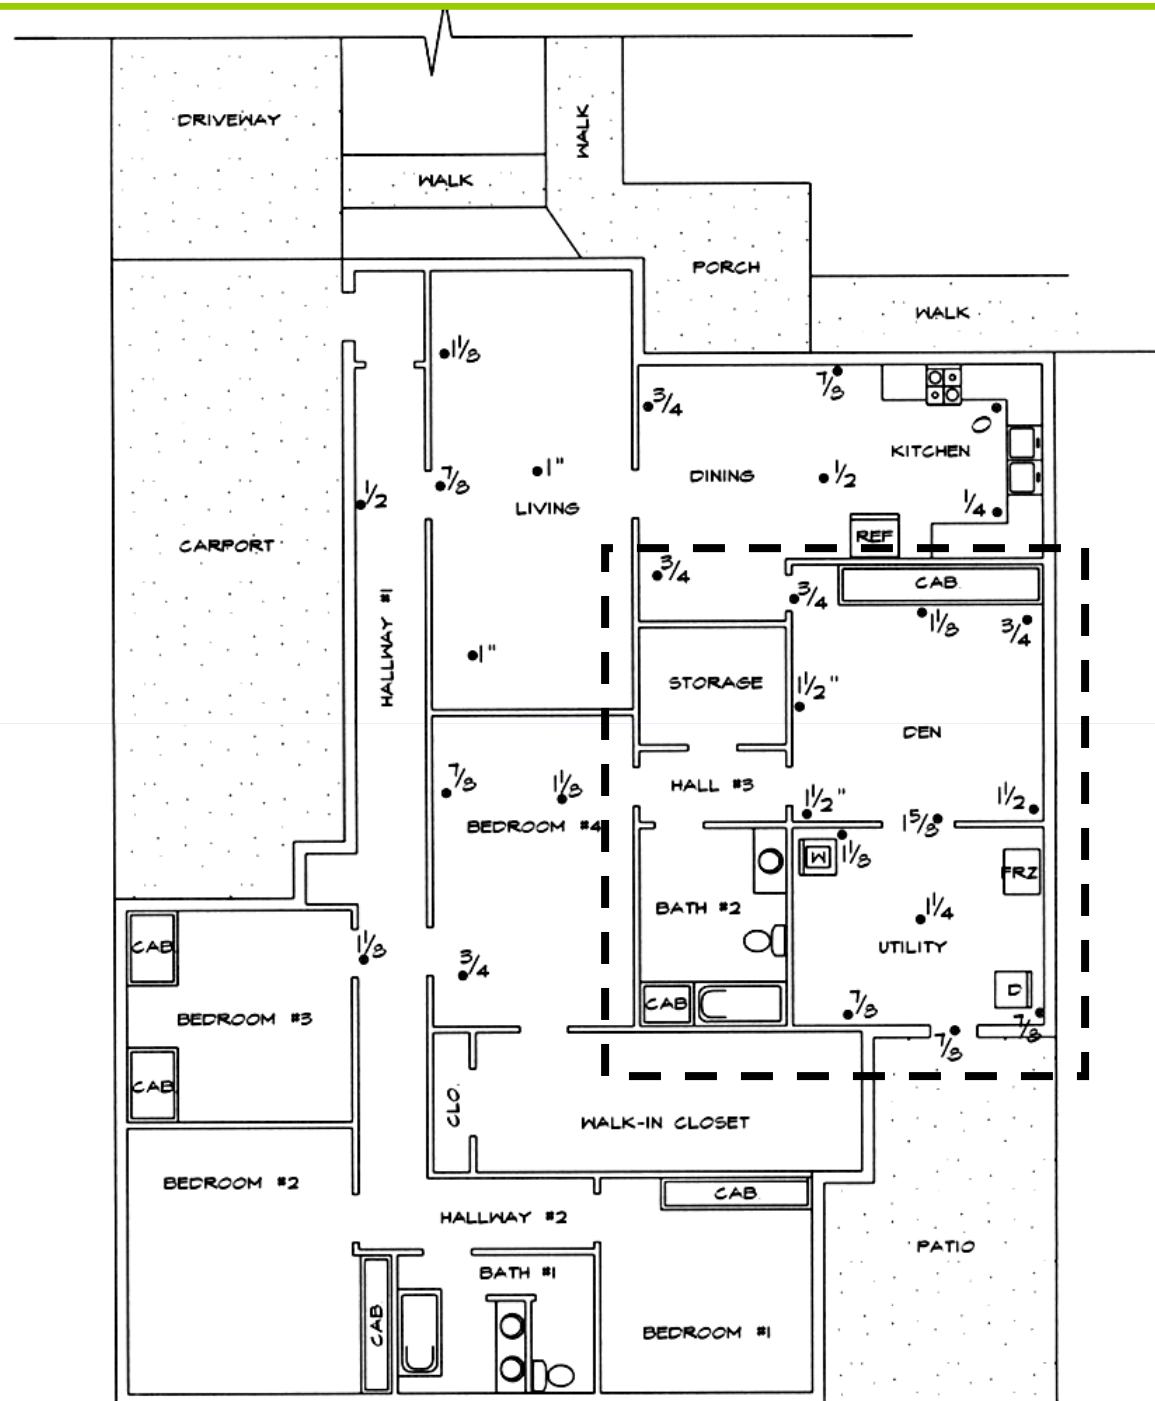 DRIVEWAY
WALK
WALK
PORCH
WALK
1 1/8
7/8
3/4
KITCHEN
O
1"
7/8
DINING
1/2
1/2
LIVING
1/4
REF
CARPORT
3/4
CAB
3/4
HALLWAY #1
1 1/8
3/4
1"
STORAGE
1 1/2"
DEN
7/8
1 1/8
HALL #3
1 1/2"
1 1/2
BEDROOM #4
1 5/8
W
1 1/8
FRZ
BATH #2
1 1/4
CAB
1 1/8
UTILITY
3/4
D
CAB
7/8
7/8
BEDROOM #3
7/8
CAB
CLO.
WALK-IN CLOSET
BEDROOM #2
CAB
HALLWAY #2
PATIO
BATH #1
CAB
BEDROOM #1